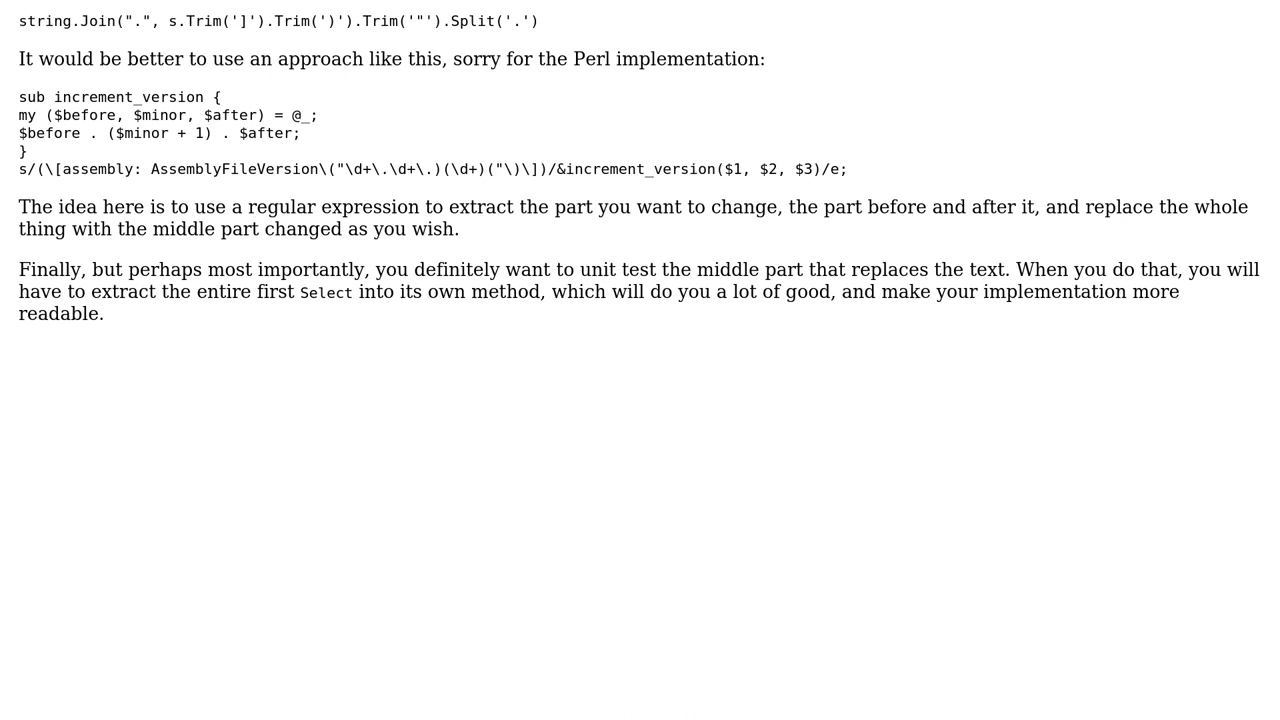 string.Join(".", s.Trim(']').Trim(')').Trim('"').Split('.')
It would be better to use an approach like this, sorry for the Perl implementation:
sub increment_version {
my ($before, $minor, $after) = @_;
$before . ($minor + 1) . $after;
}
s/(\[assembly: AssemblyFileVersion\("\d+\.\d+\.)(\d+)("\)\])/&increment_version($1, $2, $3)/e;
The idea here is to use a regular expression to extract the part you want to change, the part before and after it, and replace the whole
thing with the middle part changed as you wish.
Finally, but perhaps most importantly, you definitely want to unit test the middle part that replaces the text. When you do that, you will
have to extract the entire first Select into its own method, which will do you a lot of good, and make your implementation more
readable.